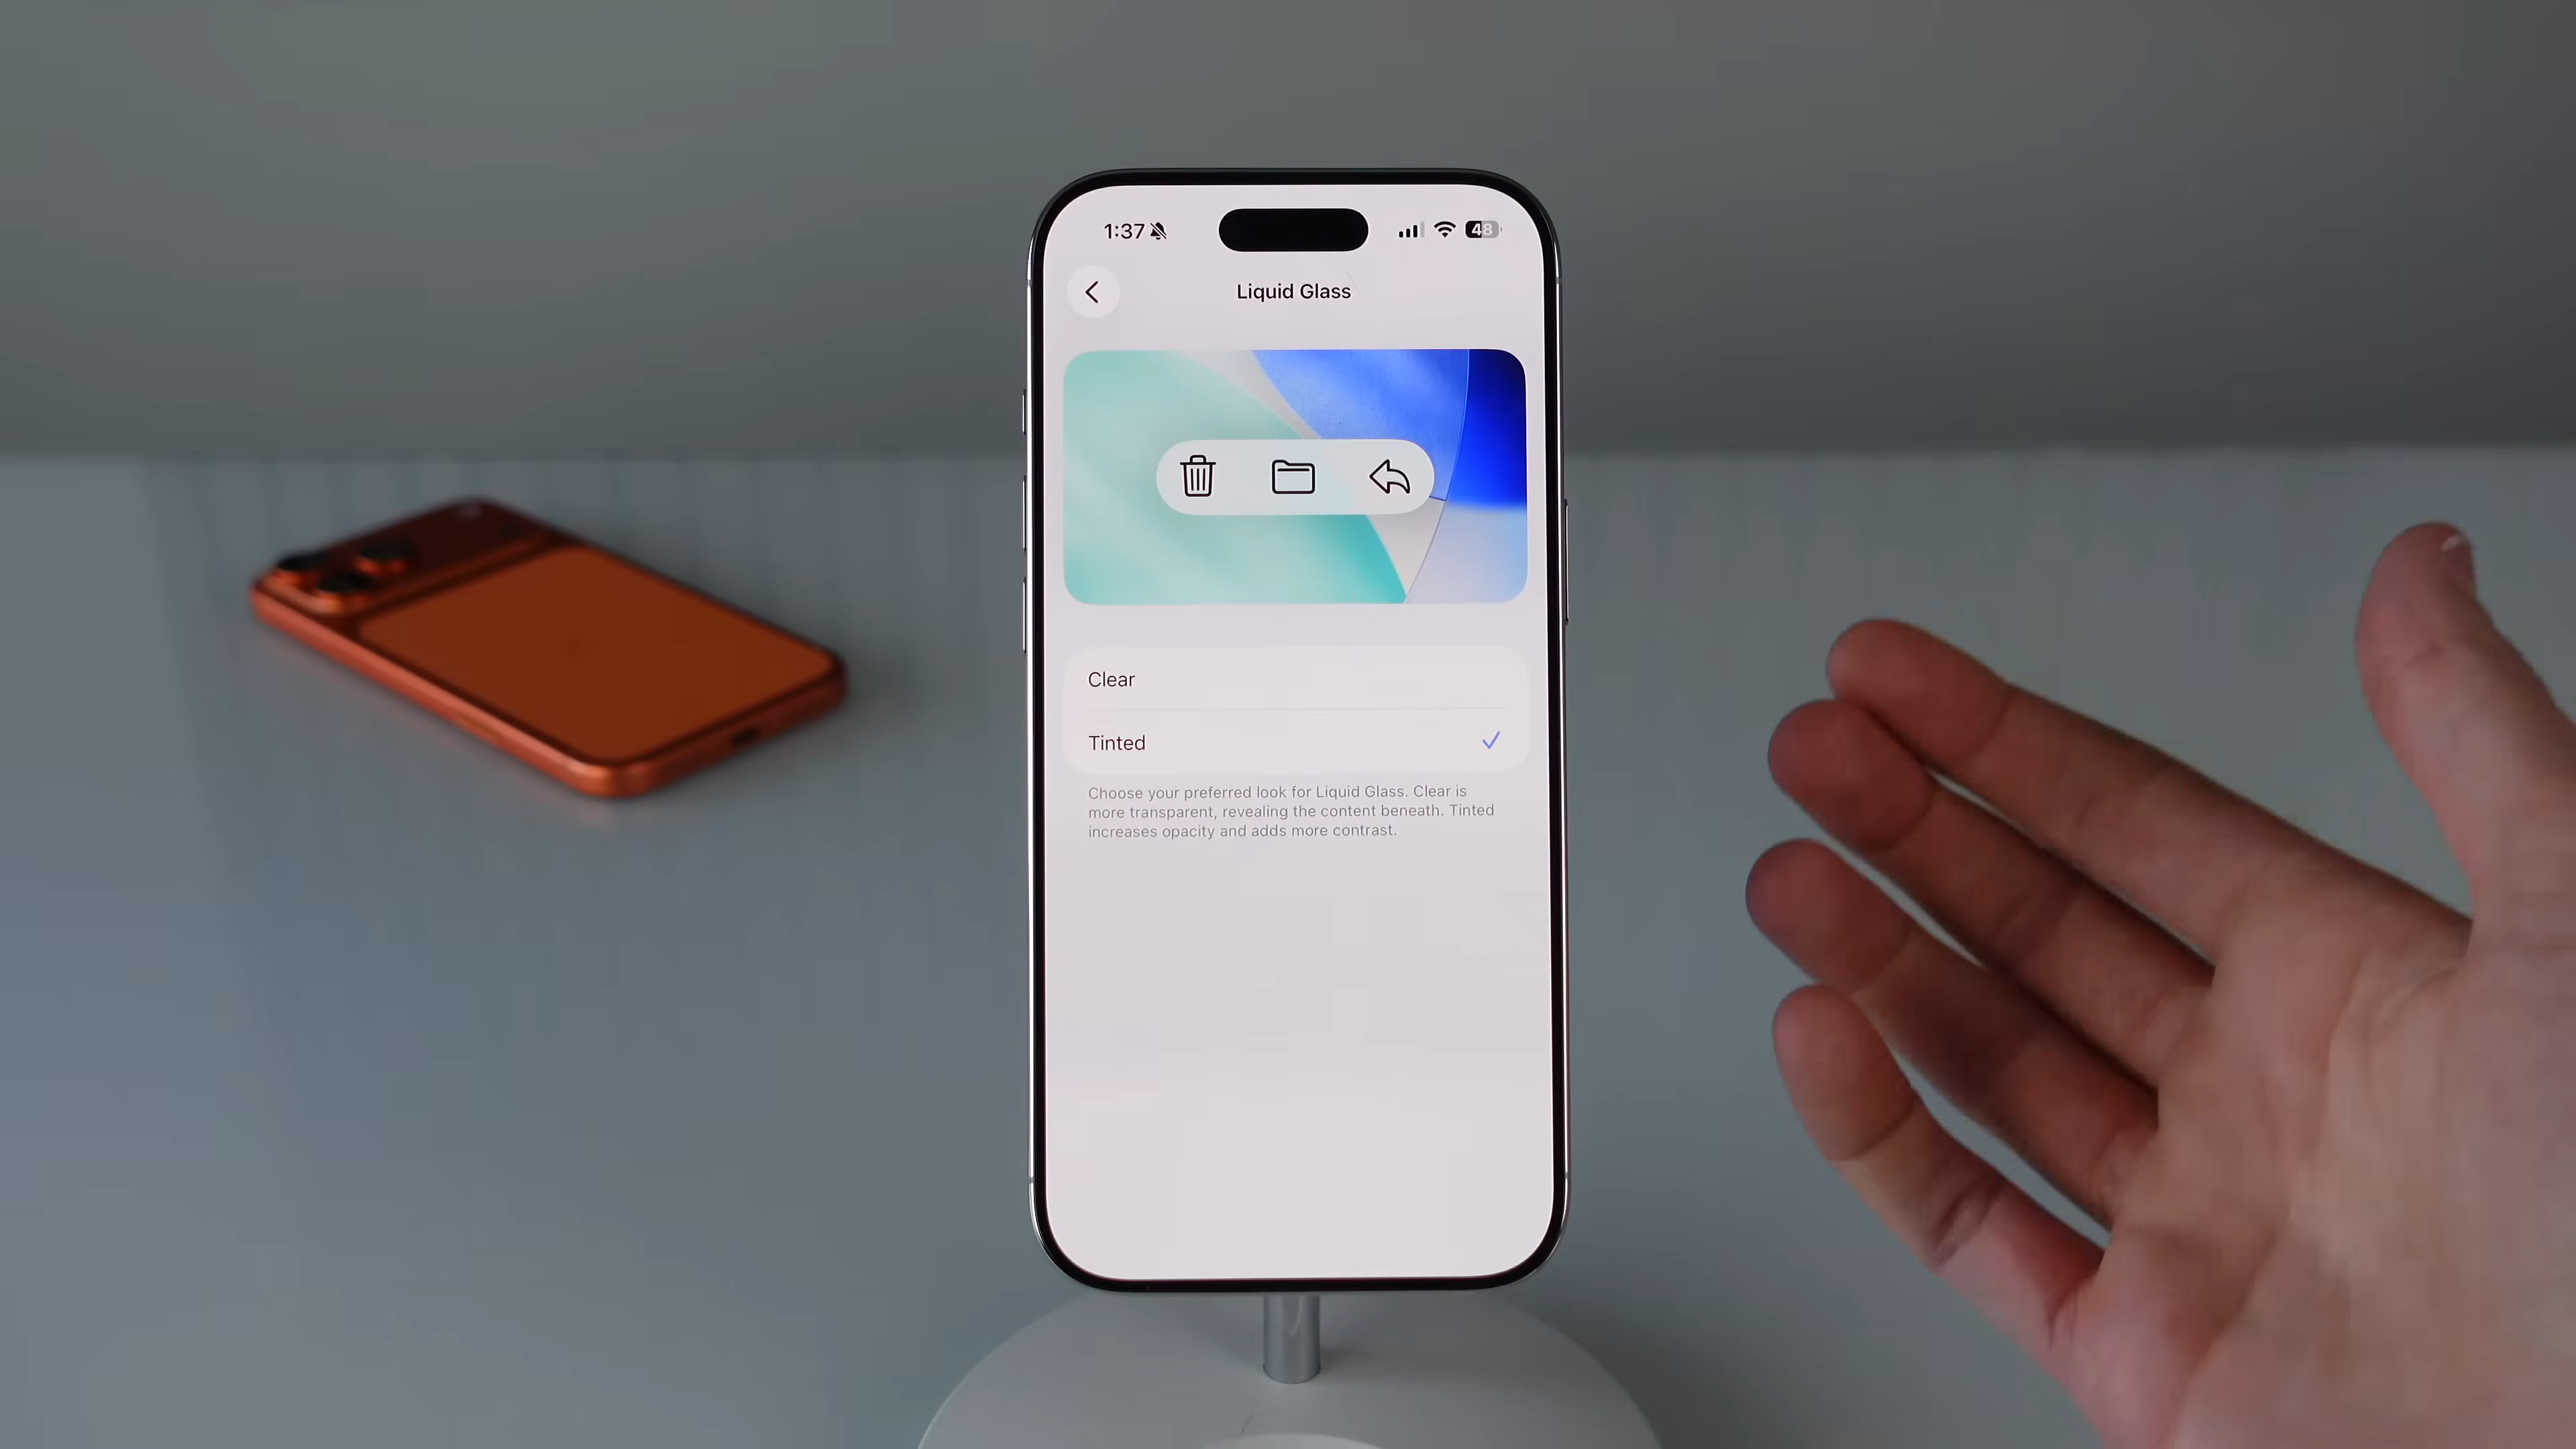 1:37
48
Liquid Glass
Clear
Tinted
Choose your preferred look for Liquid Glass. Clear is
more transparent, revealing the content beneath. Tinted
increases opacity and adds more contrast.